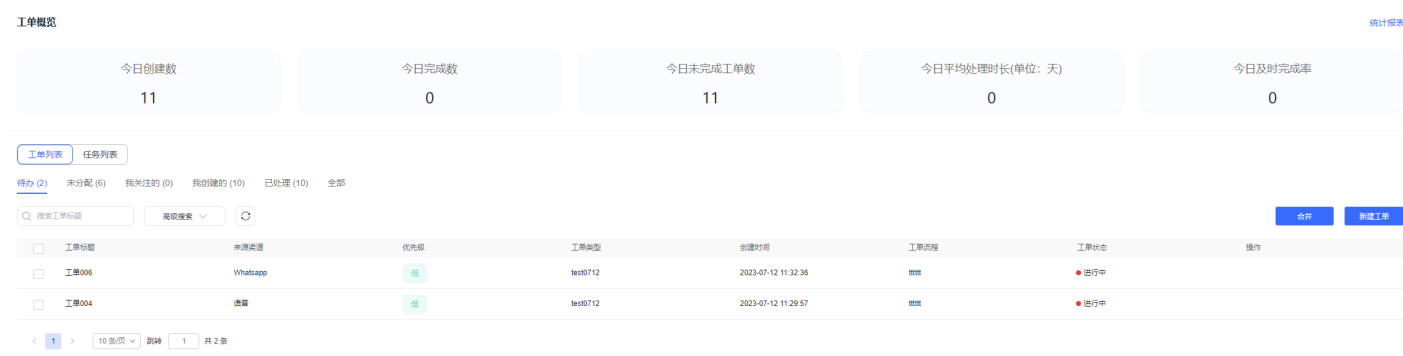 工单概览 统计报表
今日创建数 今日完成数 今日未完成工单数 今日平均处理时长(单位：天) 今日及时完成率
11 0 11 0 0
工单列表 任务列表
待办 (2) 未分配 (6) 我关注的 (0) 我创建的 (10) 已处理 (10) 全部
搜索工单标题 高级搜索 合并 新建工单
工单标题 来源渠道 优先级 工单类型 创建时间 工单流程 工单状态 操作
工单006 Whatsapp 低 test0712 2023-07-12 11:32:36 tttttt 进行中
工单004 语音 低 test0712 2023-07-12 11:29:57 tttttt 进行中
1 10 条/页 跳转 1 共 2 条